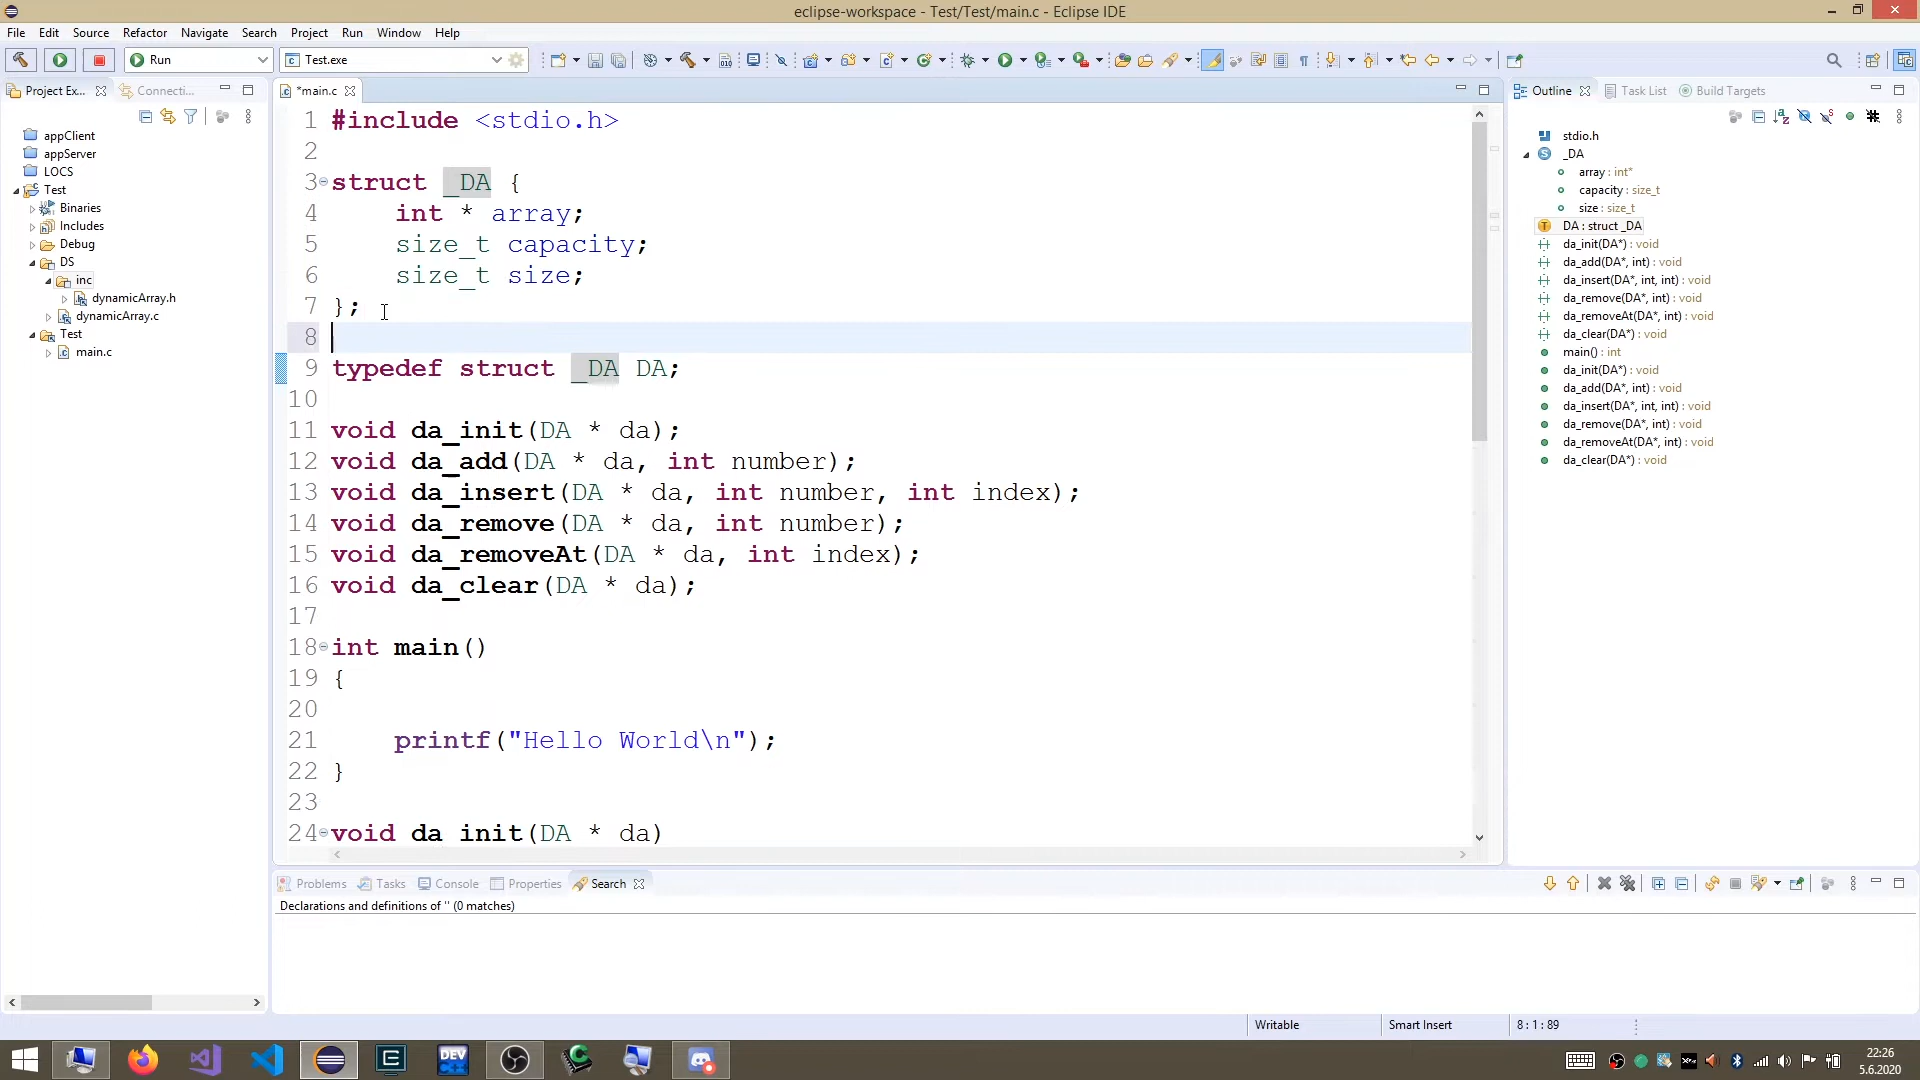 eclipse-workspace - Test/Test/main.c - Eclipse IDE
File Edit Source Refactor Navigate Search Project Run Window Help
Run
Test.exe
Project Ex...
Connecti...
appClient
appServer
LOCS
Test
Binaries
Includes
Debug
DS
inc
dynamicArray.h
dynamicArray.c
Test
main.c
*main.c
1 #include <stdio.h>
2
3 struct _DA {
4 int * array;
5 size_t capacity;
6 size_t size;
7 };
8
9 typedef struct _DA DA;
10
11 void da_init(DA * da);
12 void da_add(DA * da, int number);
13 void da_insert(DA * da, int number, int index);
14 void da_remove(DA * da, int number);
15 void da_removeAt(DA * da, int index);
16 void da_clear(DA * da);
17
18 int main()
19 {
20
21 printf("Hello World\n");
22 }
23
24 void da_init(DA * da)
Outline Task List Build Targets
stdio.h
_DA
array : int*
capacity : size_t
size : size_t
DA : struct _DA
da_init(DA*) : void
da_add(DA*, int) : void
da_insert(DA*, int, int) : void
da_remove(DA*, int) : void
da_removeAt(DA*, int) : void
da_clear(DA*) : void
main() : int
da_init(DA*) : void
da_add(DA*, int) : void
da_insert(DA*, int, int) : void
da_remove(DA*, int) : void
da_removeAt(DA*, int) : void
da_clear(DA*) : void
Problems Tasks Console Properties Search
Declarations and definitions of '' (0 matches)
Writable Smart Insert 8 : 1 : 89
DEV
22:26
5.6.2020